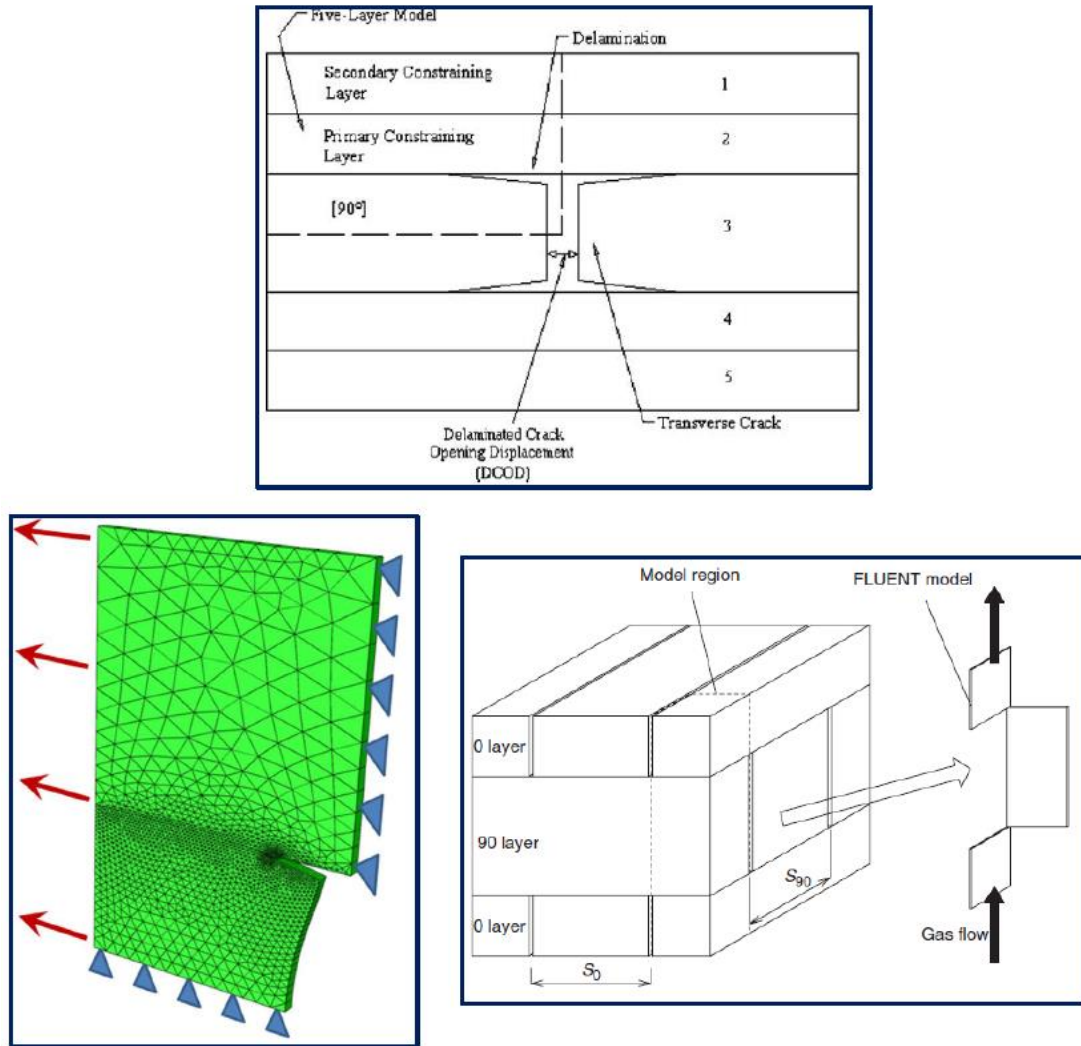 Five-Layer Model
Delamination
Secondary Constraining
Layer
1
Primary Constraining
Layer
2
[90°]
3
4
5
Transverse Crack
Delaminated Crack
Opening Displacement
(DCOD)
Model region
FLUENT model
0 layer
90 layer
0 layer
S90
S0
Gas flow